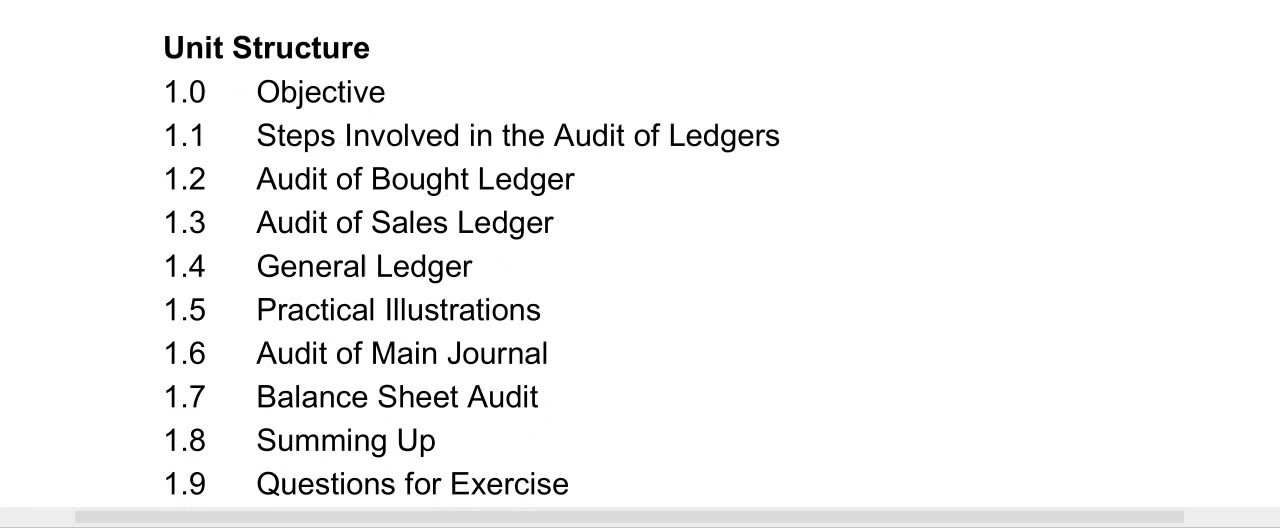 Unit Structure
1.0 Objective
1.1 Steps Involved in the Audit of Ledgers
1.2 Audit of Bought Ledger
1.3 Audit of Sales Ledger
1.4 General Ledger
1.5 Practical Illustrations
1.6 Audit of Main Journal
1.7 Balance Sheet Audit
1.8 Summing Up
1.9 Questions for Exercise